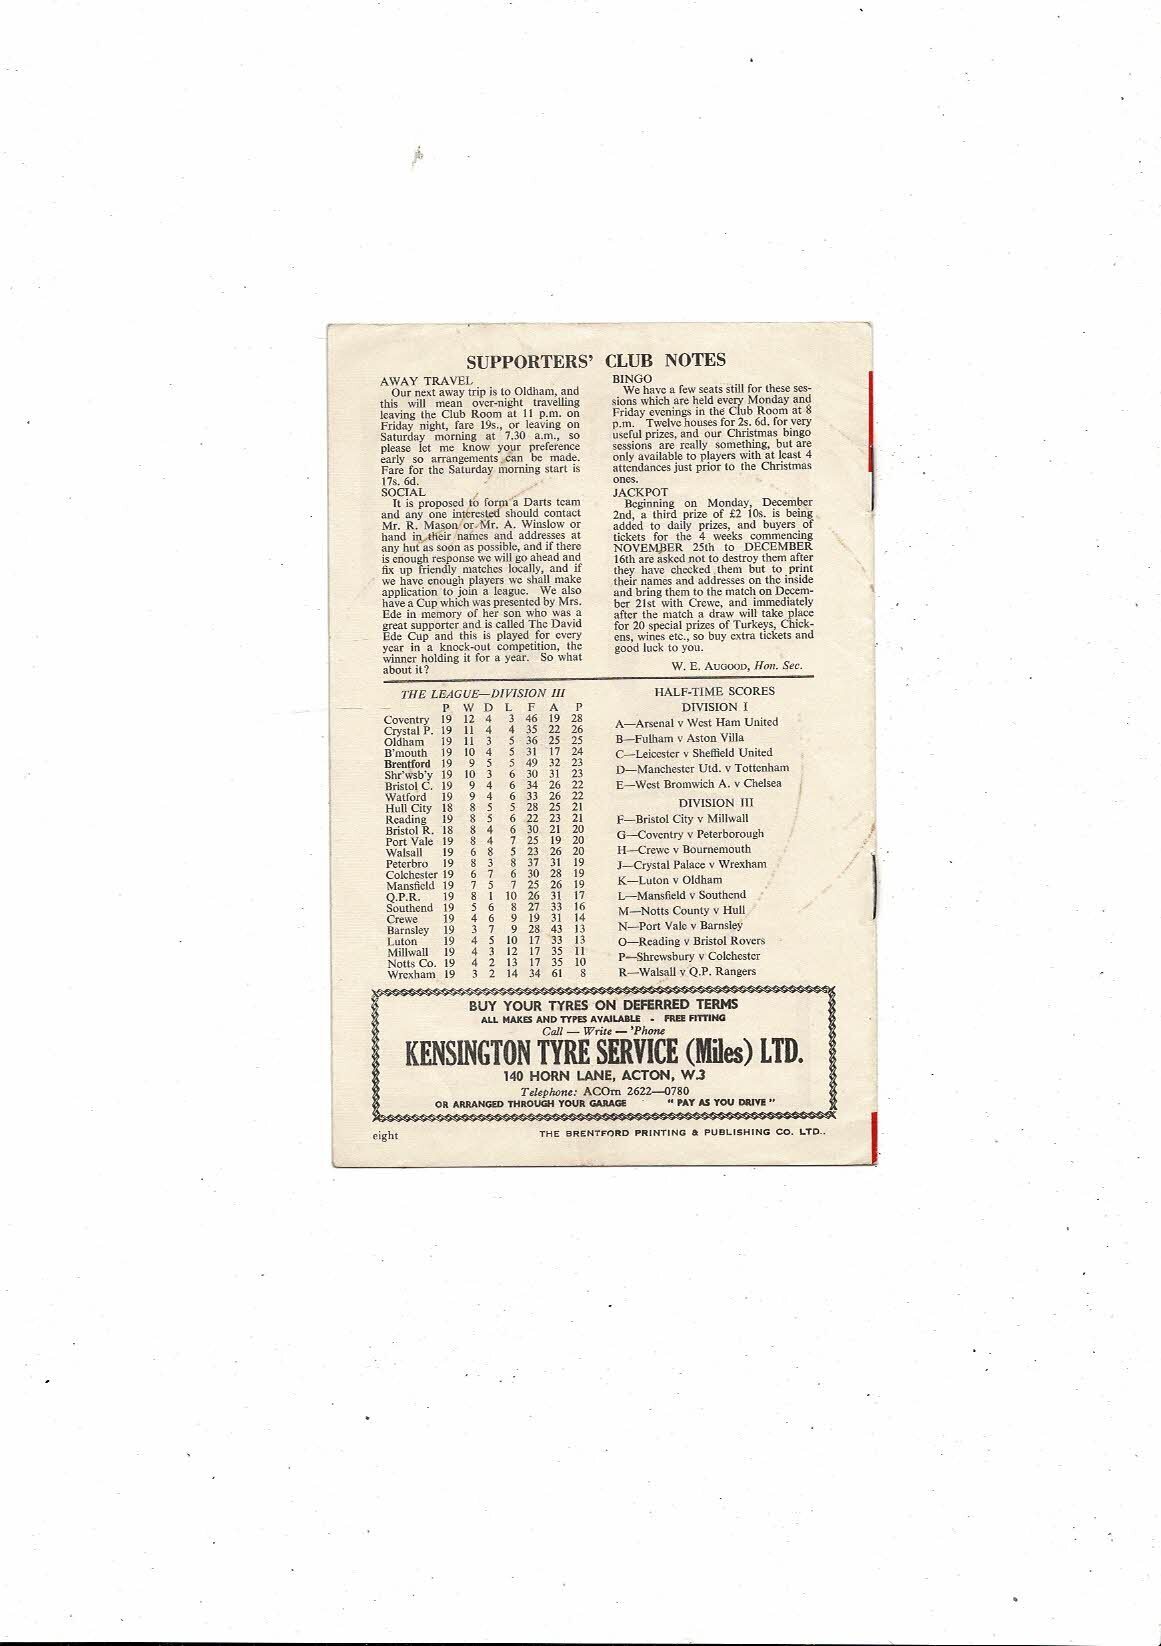 SUPPORTERS' CLUB NOTES
AWAY TRAVEL
Our next away trip is to Oldham, and
this will mean over-night travelling
leaving the Club Room at 11 p.m. on
Friday night, fare 19s., or leaving on
Saturday morning at 7.30 a.m., so
please let me know your preference
early so arrangements can be made.
Fare for the Saturday morning start is
17s. 6d.
SOCIAL
It is proposed to form a Darts team
and any one interested should contact
Mr. R. Mason or Mr. A. Winslow or
hand in their names and addresses at
any hut as soon as possible, and if there
is enough response we will go ahead and
fix up friendly matches locally, and if
we have enough players we shall make
application to join a league. We also
have a Cup which was presented by Mrs.
Ede in memory of her son who was a
great supporter and is called The David
Ede Cup and this is played for every
year in a knock-out competition, the
winner holding it for a year. So what
about it?
BINGO
We have a few seats still for these ses-
sions which are held every Monday and
Friday evenings in the Club Room at 8
p.m. Twelve houses for 2s. 6d. for very
useful prizes, and our Christmas bingo
sessions are really something, but are
only available to players with at least 4
attendances just prior to the Christmas
ones.
JACKPOT
Beginning on Monday, December
2nd, a third prize of £2 10s. is being
added to daily prizes, and buyers of
tickets for the 4 weeks commencing
NOVEMBER 25th to DECEMBER
16th are asked not to destroy them after
they have checked them but to print
their names and addresses on the inside
and bring them to the match on Decem-
ber 21st with Crewe, and immediately
after the match a draw will take place
for 20 special prizes of Turkeys, Chick-
ens, wines etc., so buy extra tickets and
good luck to you.
W. E. AUGOOD, Hon. Sec.
THE LEAGUE—DIVISION III
P W D L F A P
Coventry 19 12 4 3 46 19 28
Crystal P. 19 11 4 4 35 22 26
Oldham 19 11 3 5 36 25 25
B'mouth 19 10 4 5 31 17 24
Brentford 19 9 5 5 49 32 23
Shr'wsb'y 19 10 3 6 30 31 23
Bristol C. 19 9 4 6 34 26 22
Watford 19 9 4 6 33 26 22
Hull City 18 8 5 5 28 25 21
Reading 19 8 5 6 22 23 21
Bristol R. 18 8 4 6 30 21 20
Port Vale 19 8 4 7 25 19 20
Walsall 19 6 8 5 23 26 20
Peterbro 19 8 3 8 37 31 19
Colchester 19 6 7 6 30 28 19
Mansfield 19 7 5 7 25 26 19
Q.P.R. 19 8 1 10 26 31 17
Southend 19 5 6 8 27 33 16
Crewe 19 4 6 9 19 31 14
Barnsley 19 3 7 9 28 43 13
Luton 19 4 5 10 17 33 13
Millwall 19 4 3 12 17 35 11
Notts Co. 19 4 2 13 17 35 10
Wrexham 19 3 2 14 34 61 8
HALF-TIME SCORES
DIVISION I
A—Arsenal v West Ham United
B—Fulham v Aston Villa
C—Leicester v Sheffield United
D—Manchester Utd. v Tottenham
E—West Bromwich A. v Chelsea
DIVISION III
F—Bristol City v Millwall
G—Coventry v Peterborough
H—Crewe v Bournemouth
J—Crystal Palace v Wrexham
K—Luton v Oldham
L—Mansfield v Southend
M—Notts County v Hull
N—Port Vale v Barnsley
O—Reading v Bristol Rovers
P—Shrewsbury v Colchester
R—Walsall v Q.P. Rangers
BUY YOUR TYRES ON DEFERRED TERMS
ALL MAKES AND TYPES AVAILABLE - FREE FITTING
Call — Write — 'Phone
KENSINGTON TYRE SERVICE (Miles) LTD.
140 HORN LANE, ACTON, W.3
Telephone: ACOrn 2622—0780
OR ARRANGED THROUGH YOUR GARAGE " PAY AS YOU DRIVE "
eight THE BRENTFORD PRINTING & PUBLISHING CO. LTD..